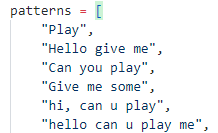 patterns = [
"Play",
"Hello give me",
"Can you play",
"Give me some",
"hi, can u play",
"hello can u play me",